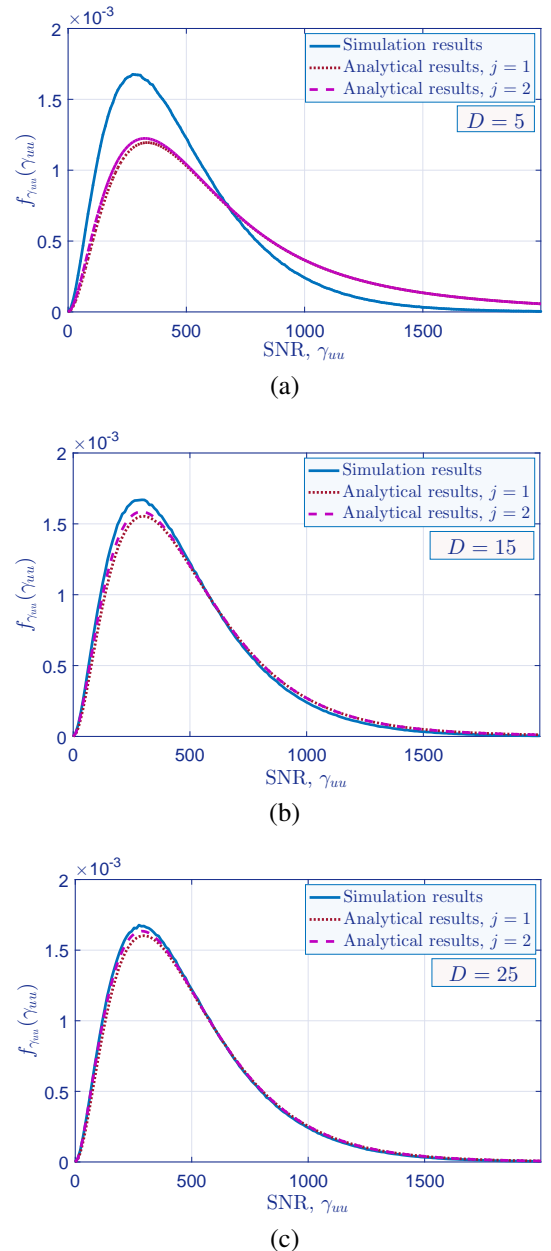 ×10⁻³
2
1.5
1
0.5
0
f_γuu(γuu)
Simulation results
Analytical results, j = 1
Analytical results, j = 2
D = 5
0 500 1000 1500
SNR, γuu
(a)
×10⁻³
2
1.5
1
0.5
0
f_γuu(γuu)
Simulation results
Analytical results, j = 1
Analytical results, j = 2
D = 15
0 500 1000 1500
SNR, γuu
(b)
×10⁻³
2
1.5
1
0.5
0
f_γuu(γuu)
Simulation results
Analytical results, j = 1
Analytical results, j = 2
D = 25
0 500 1000 1500
SNR, γuu
(c)